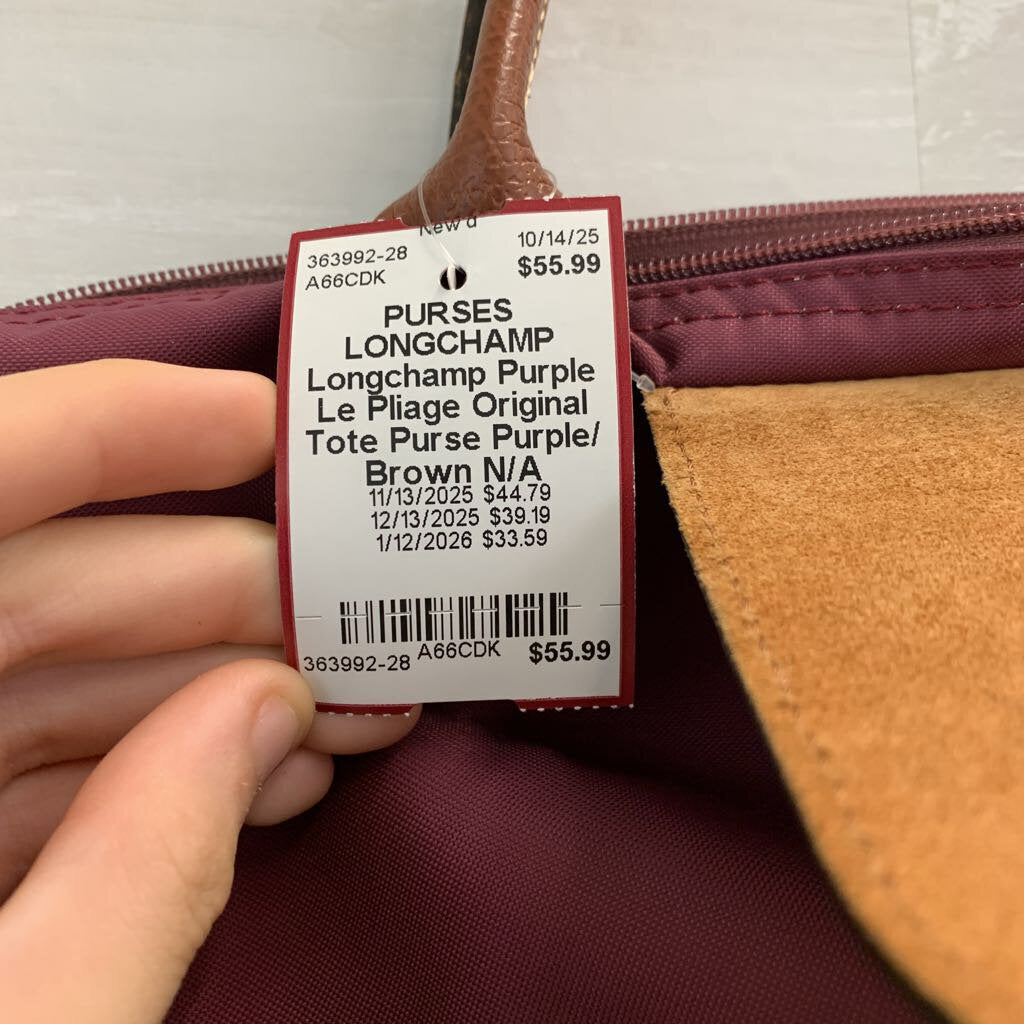 New'd
363992-28 10/14/25
A66CDK $55.99
PURSES
LONGCHAMP
Longchamp Purple
Le Pliage Original
Tote Purse Purple/
Brown N/A
11/13/2025 $44.79
12/13/2025 $39.19
1/12/2026 $33.59
363992-28 A66CDK $55.99